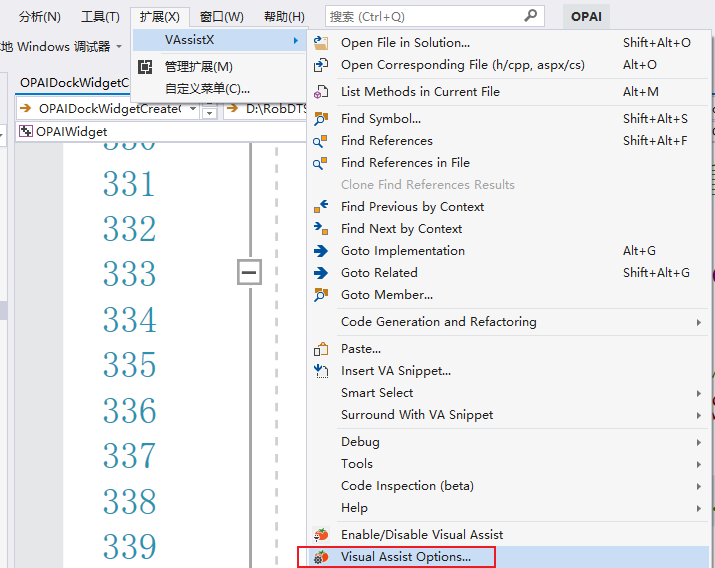 分析(N) 工具(T) 扩展(X) 窗口(W) 帮助(H) 搜索 (Ctrl+Q) OPAI
地 Windows 调试器
VAssistX
管理扩展(M)
自定义菜单(C)...
OPAIDockWidgetC
OPAIDockWidgetCreateC D:\RobDTS
OPAIWidget
330
331
332
333
334
335
336
337
338
339
Open File in Solution... Shift+Alt+O
Open Corresponding File (h/cpp, aspx/cs) Alt+O
List Methods in Current File Alt+M
Find Symbol... Shift+Alt+S
Find References Shift+Alt+F
Find References in File
Clone Find References Results
Find Previous by Context
Find Next by Context
Goto Implementation Alt+G
Goto Related Shift+Alt+G
Goto Member...
Code Generation and Refactoring
Paste...
Insert VA Snippet...
Smart Select
Surround With VA Snippet
Debug
Tools
Code Inspection (beta)
Help
Enable/Disable Visual Assist
Visual Assist Options...